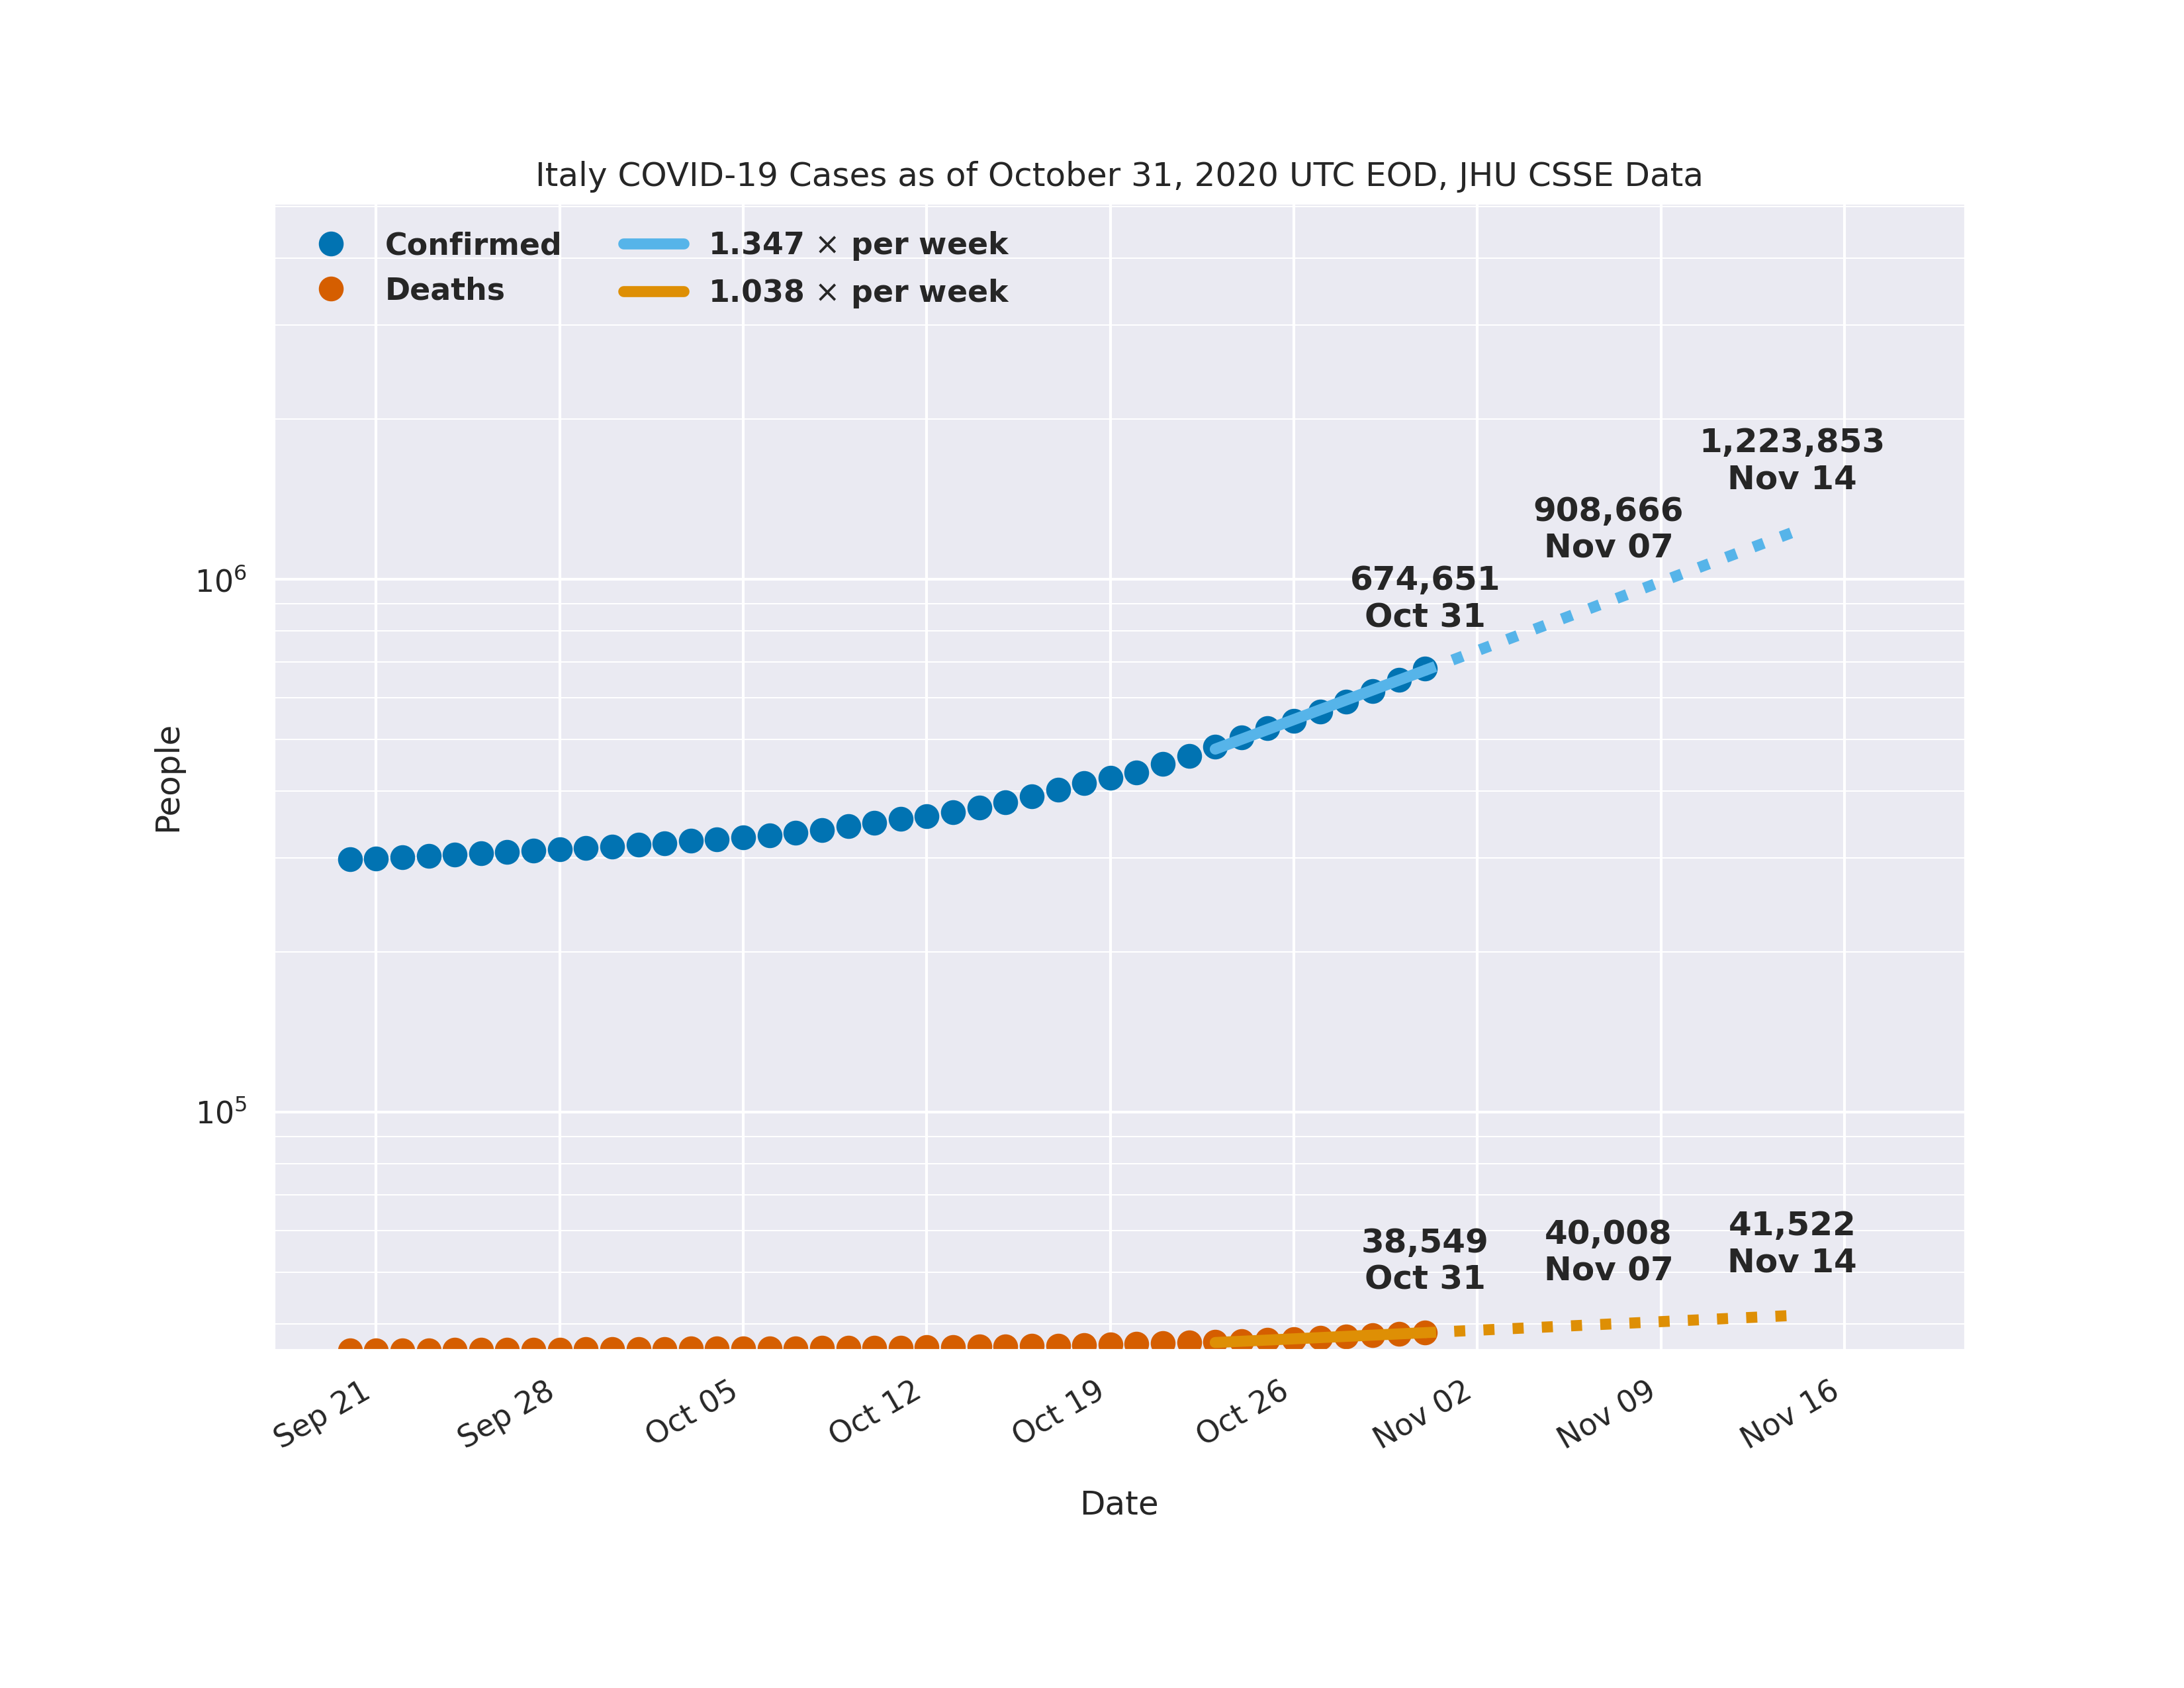 Italy COVID-19 Cases as of October 31, 2020 UTC EOD, JHU CSSE Data
Confirmed
Deaths
1.347 × per week
1.038 × per week
1,223,853
Nov 14
908,666
Nov 07
674,651
Oct 31
10⁶
People
10⁵
38,549
Oct 31
40,008
Nov 07
41,522
Nov 14
Sep 21
Sep 28
Oct 05
Oct 12
Oct 19
Oct 26
Nov 02
Nov 09
Nov 16
Date